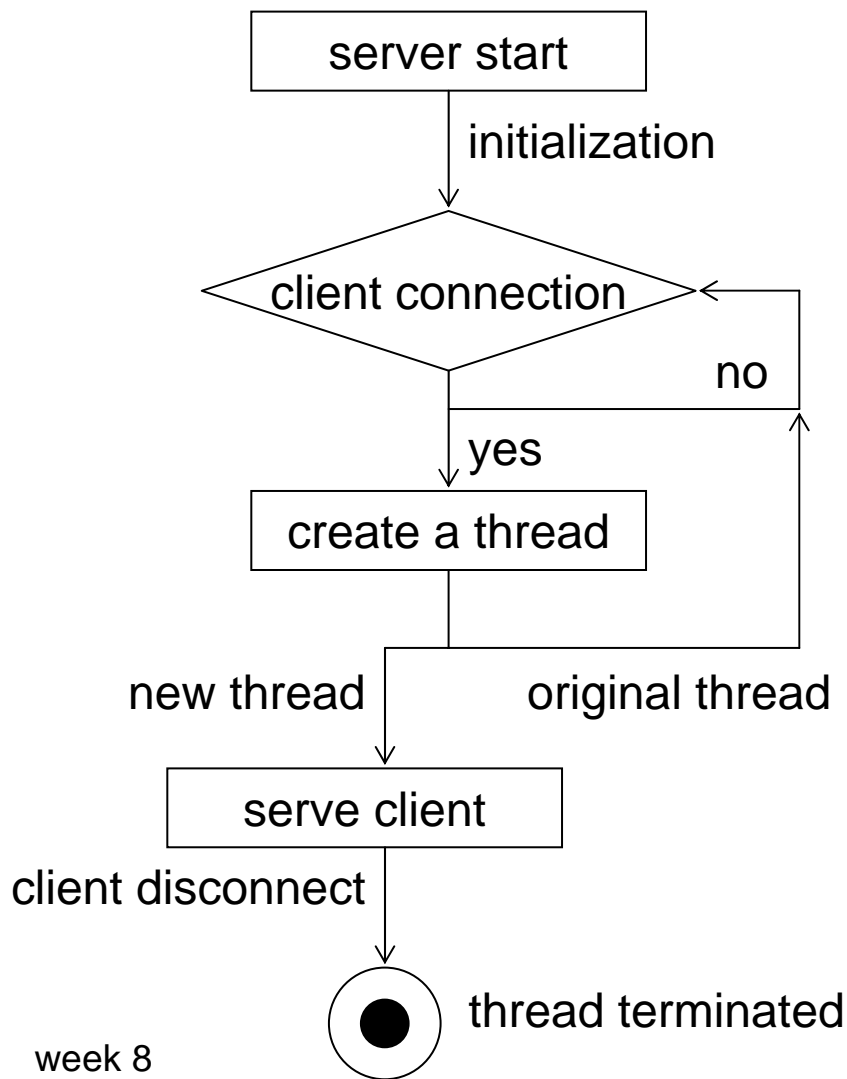 server start
initialization
client connection
no
yes
create a thread
new thread
original thread
serve client
client disconnect
thread terminated
week 8